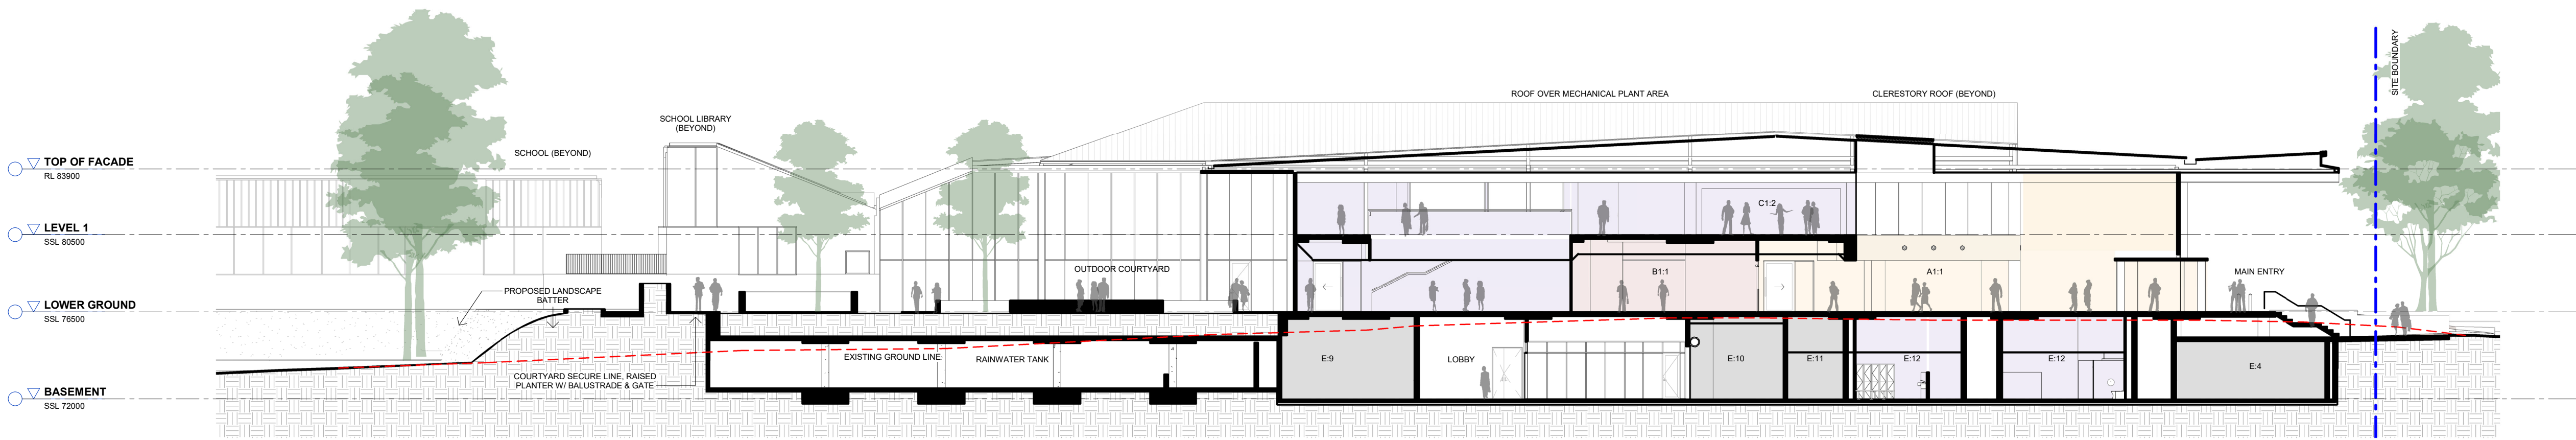 SITE BOUNDARY
ROOF OVER MECHANICAL PLANT AREA
CLERESTORY ROOF (BEYOND)
SCHOOL LIBRARY
(BEYOND)
SCHOOL (BEYOND)
TOP OF FACADE
RL 83900
C1:2
LEVEL 1
SSL 80500
OUTDOOR COURTYARD
B1:1
A1:1
MAIN ENTRY
PROPOSED LANDSCAPE
BATTER
LOWER GROUND
SSL 76500
EXISTING GROUND LINE
RAINWATER TANK
E:9
LOBBY
E:10
E:11
E:12
E:12
E:4
COURTYARD SECURE LINE, RAISED
PLANTER W/ BALUSTRADE & GATE
BASEMENT
SSL 72000